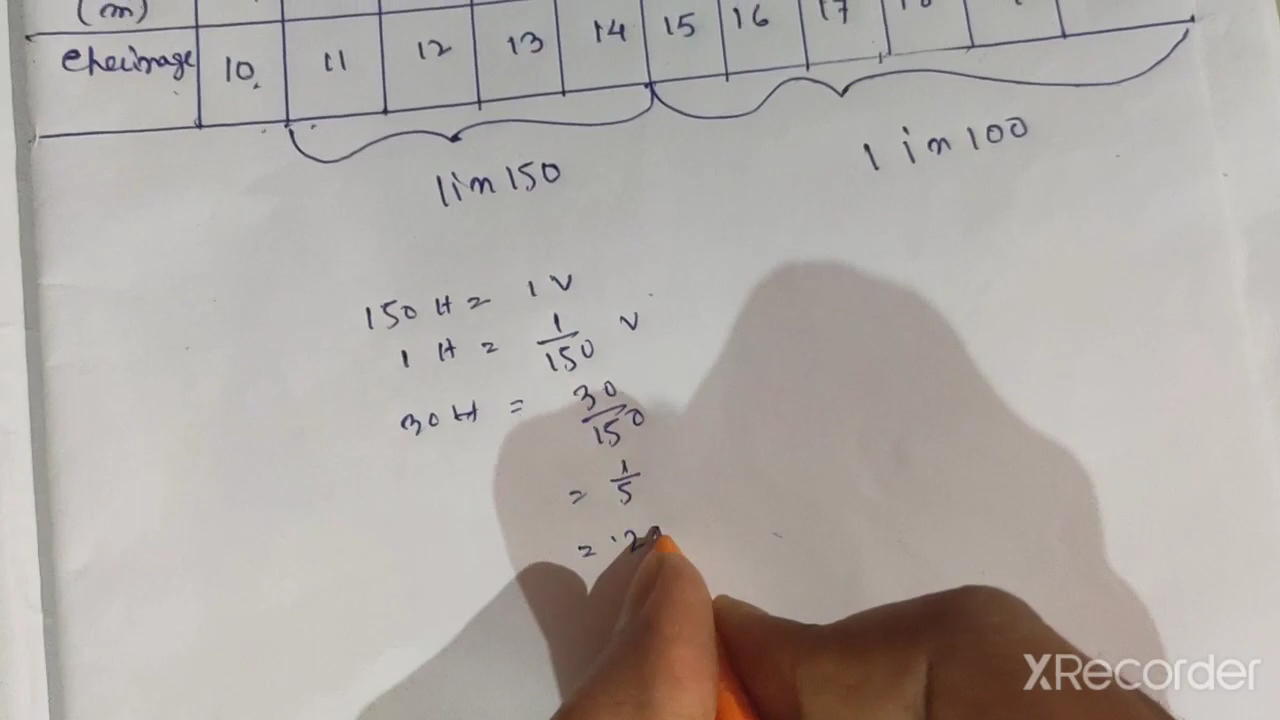 (m)
Chainage 10 11 12 13 14 15 16 17
1 in 150
1 in 100
150 H = 1 V
1 H = 1/150 V
30 H = 30/150
= 1/5
= .2
XRecorder